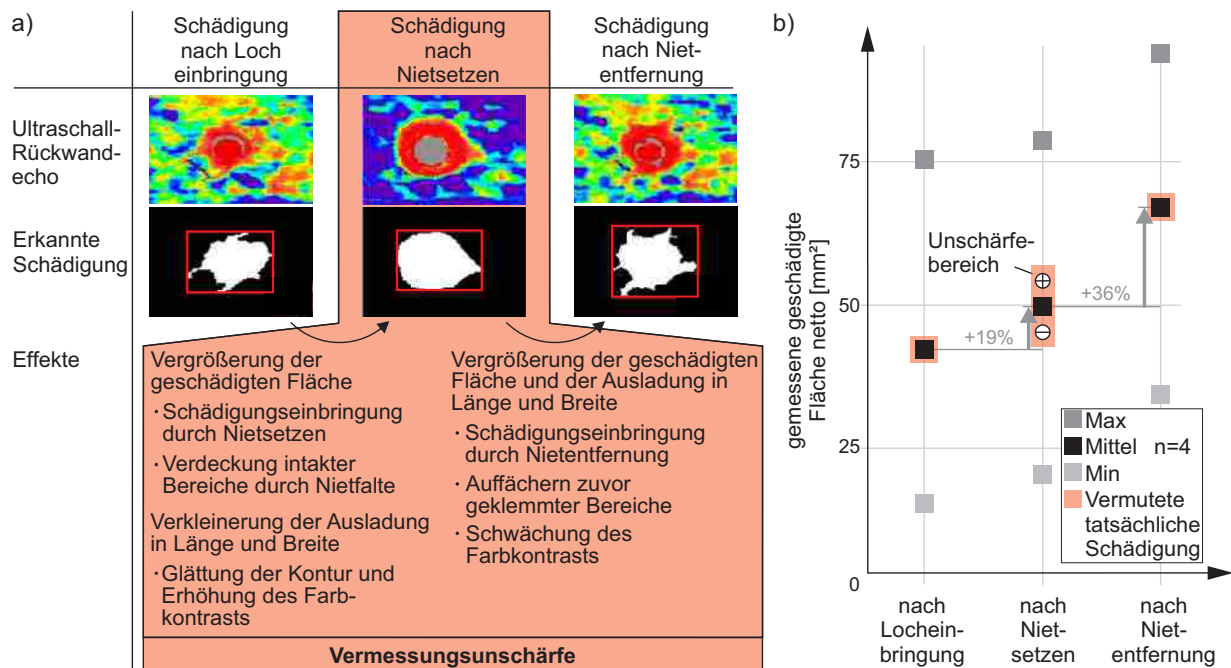 a)
Schädigung
nach Loch
einbringung
Schädigung
nach
Nietsetzen
Schädigung
nach Niet-
entfernung
Ultraschall-
Rückwand-
echo
Erkannte
Schädigung
Effekte
Vergrößerung der
geschädigten Fläche
· Schädigungseinbringung
durch Nietsetzen
· Verdeckung intakter
Bereiche durch Nietfalte
Verkleinerung der Ausladung
in Länge und Breite
· Glättung der Kontur und
Erhöhung des Farb-
kontrasts
Vergrößerung der geschädigten
Fläche und der Ausladung in
Länge und Breite
· Schädigungseinbringung
durch Nietentfernung
· Auffächern zuvor
geklemmter Bereiche
· Schwächung des
Farbkontrasts
Vermessungsunschärfe
b)
gemessene geschädigte
Fläche netto [mm²]
75
50
25
0
Unschärfe-
bereich
+19%
+36%
Max
Mittel n=4
Min
Vermutete
tatsächliche
Schädigung
nach
Locheinbringung
nach
Niet-
setzen
nach
Niet-
entfernung